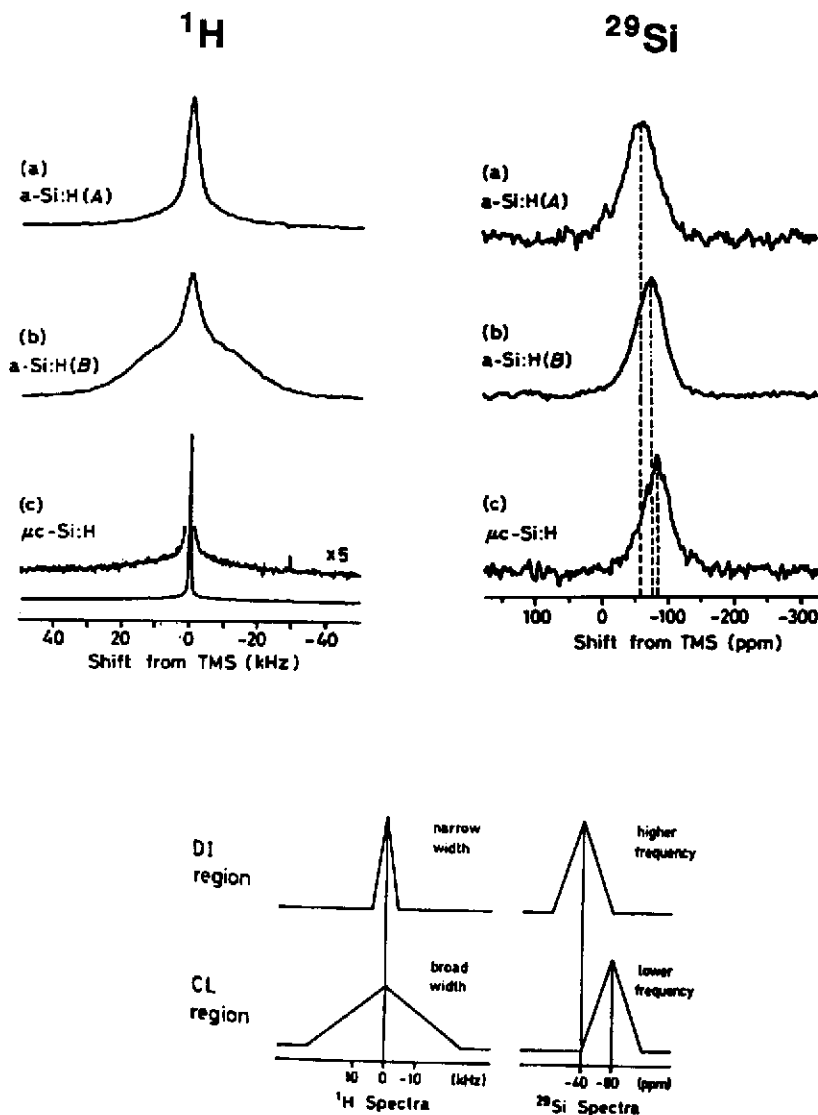 ¹H
(a)
a-Si:H(A)
(b)
a-Si:H(B)
(c)
μc-Si:H
×5
40 20 0 -20 -40
Shift from TMS (kHz)
²⁹Si
(a)
a-Si:H(A)
(b)
a-Si:H(B)
(c)
μc-Si:H
100 0 -100 -200 -300
Shift from TMS (ppm)
DI
region
narrow
width
higher
frequency
CL
region
broad
width
lower
frequency
10 0 -10 (kHz)
¹H Spectra
-40 -80 (ppm)
²⁹Si Spectra